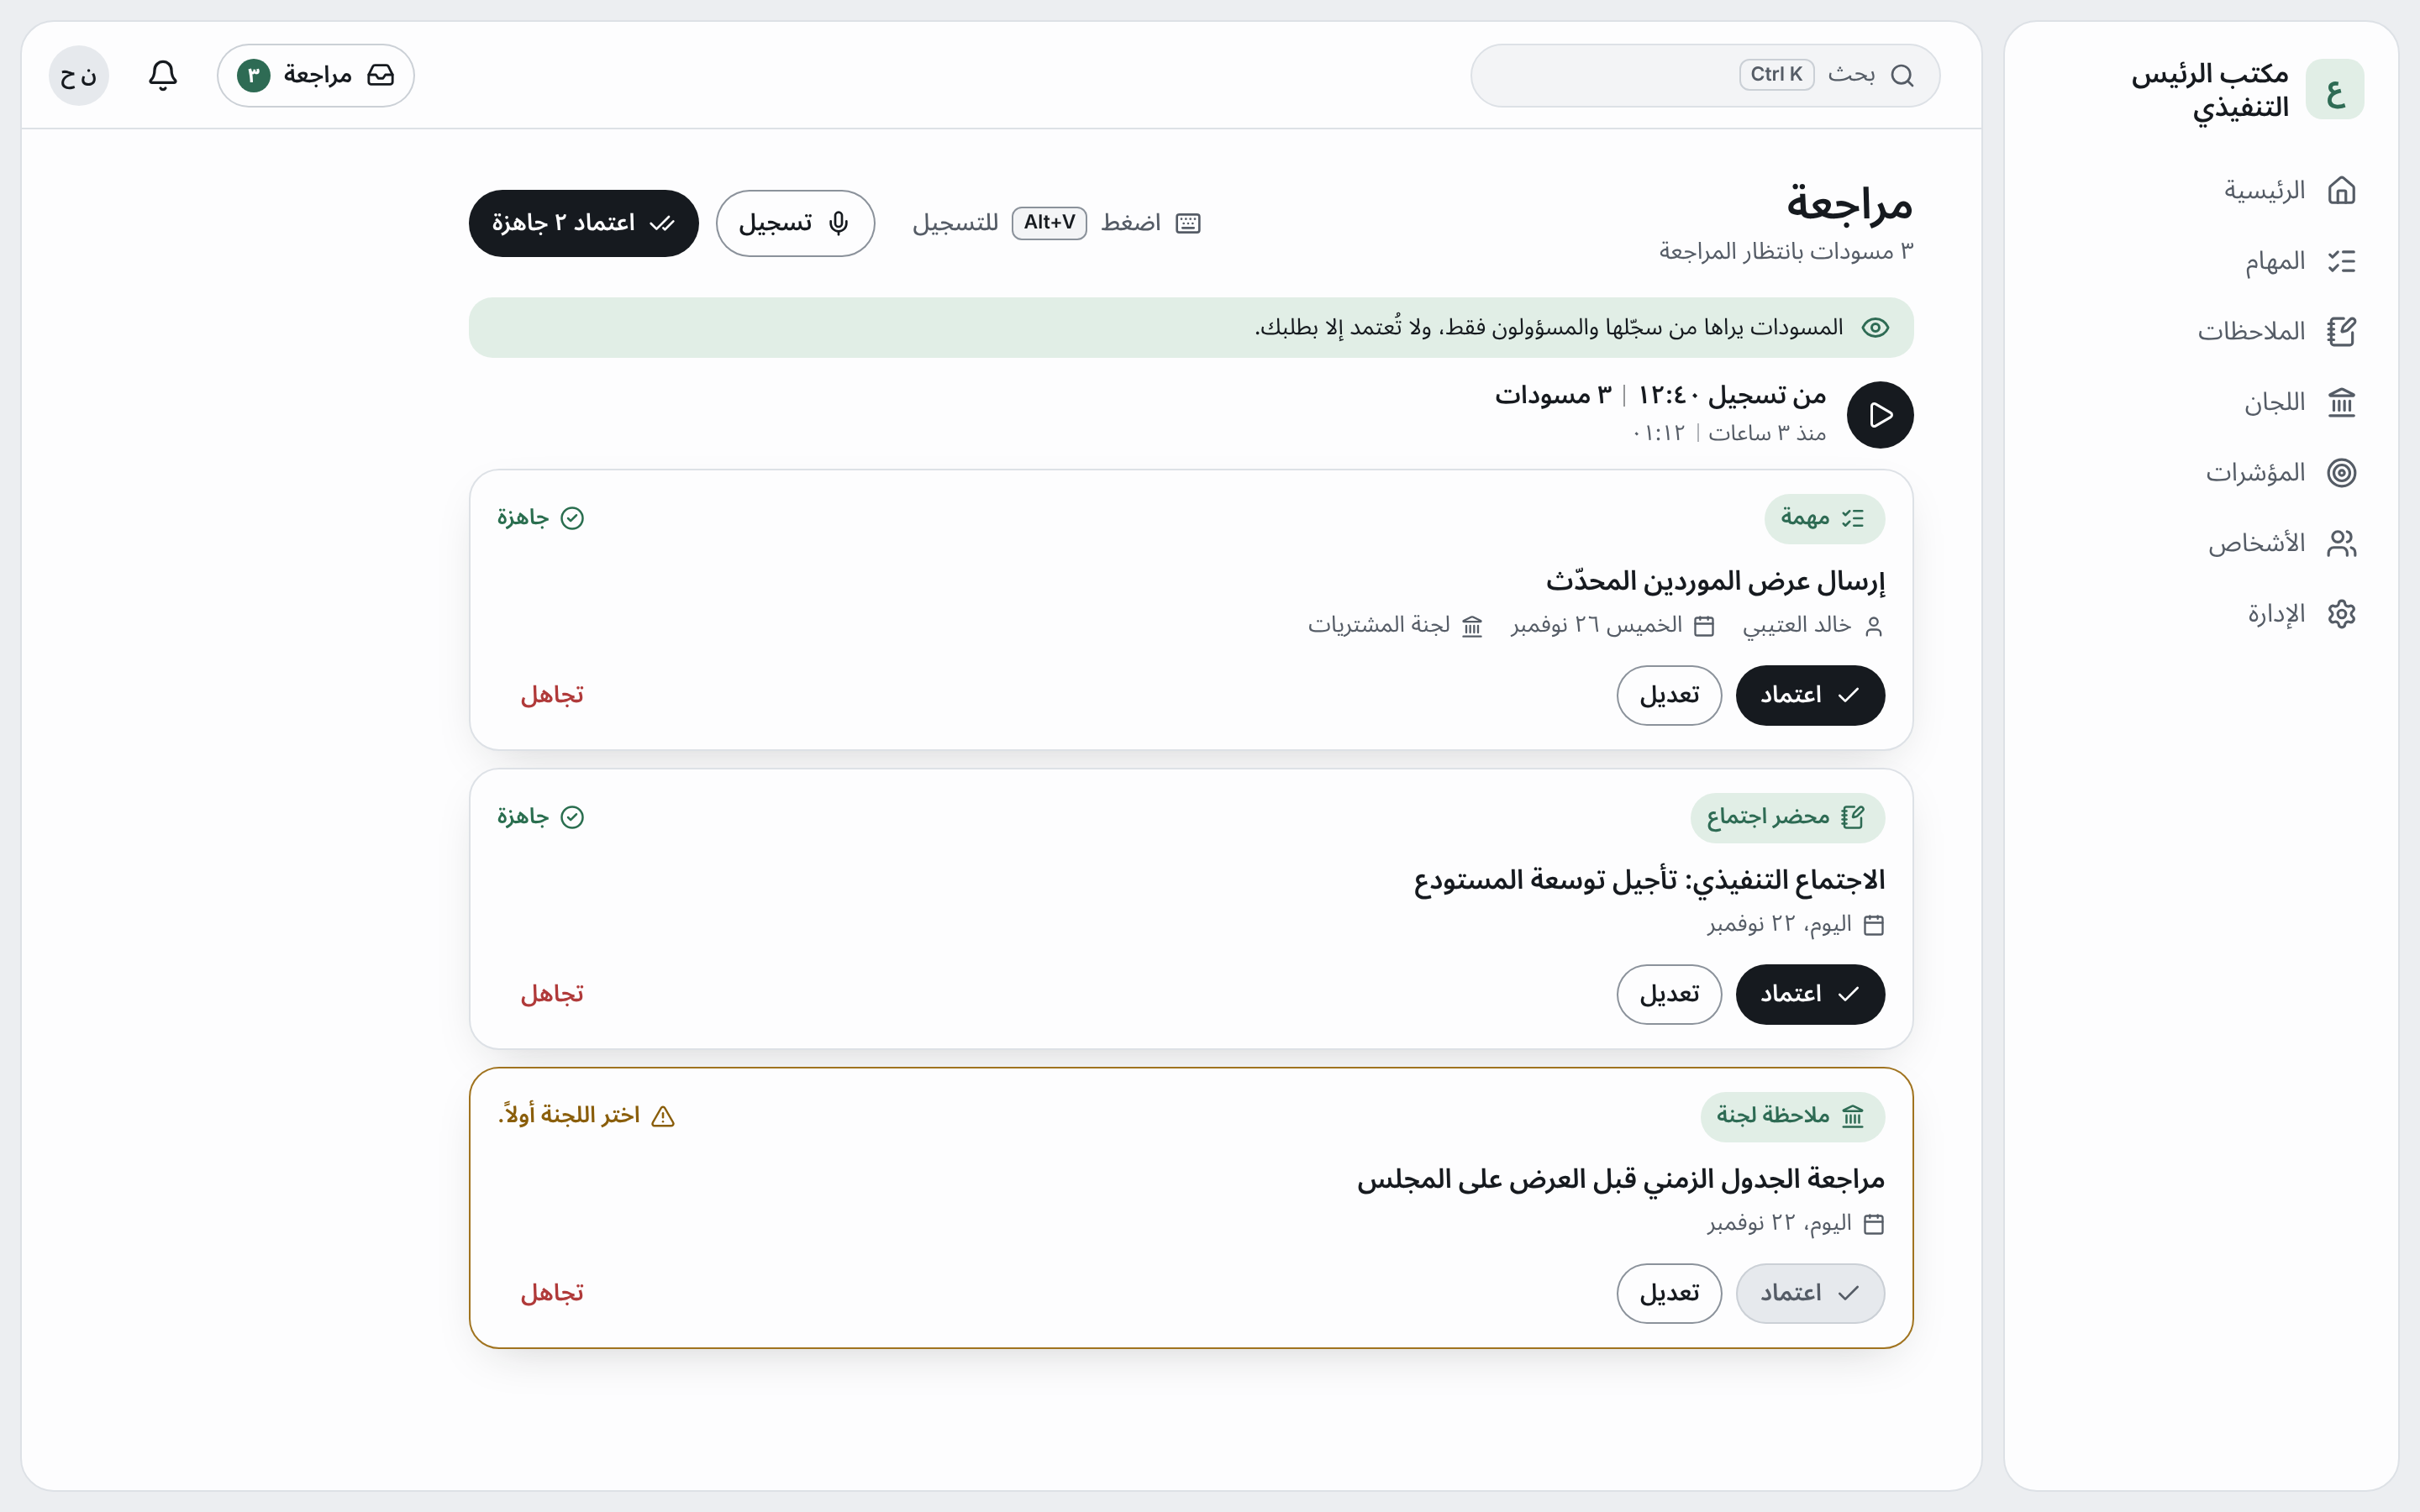 ع
مكتب الرئيس
التنفيذي
الرئيسية
المهام
الملاحظات
اللجان
المؤشرات
الأشخاص
الإدارة
بحث Ctrl K
مراجعة ٣
ن ح
مراجعة
٣ مسودات بانتظار المراجعة
اضغط Alt+V للتسجيل
تسجيل
اعتماد ٢ جاهزة
المسودات يراها من سجّلها والمسؤولون فقط، ولا تُعتمد إلا بطلبك.
من تسجيل ١٢:٤٠ | ٣ مسودات
منذ ٣ ساعات | ٠١:١٢
مهمة
جاهزة
إرسال عرض الموردين المحدّث
خالد العتيبي الخميس ٢٦ نوفمبر لجنة المشتريات
اعتماد تعديل تجاهل
محضر اجتماع
جاهزة
الاجتماع التنفيذي: تأجيل توسعة المستودع
اليوم، ٢٢ نوفمبر
اعتماد تعديل تجاهل
ملاحظة لجنة
اختر اللجنة أولاً.
مراجعة الجدول الزمني قبل العرض على المجلس
اليوم، ٢٢ نوفمبر
اعتماد تعديل تجاهل